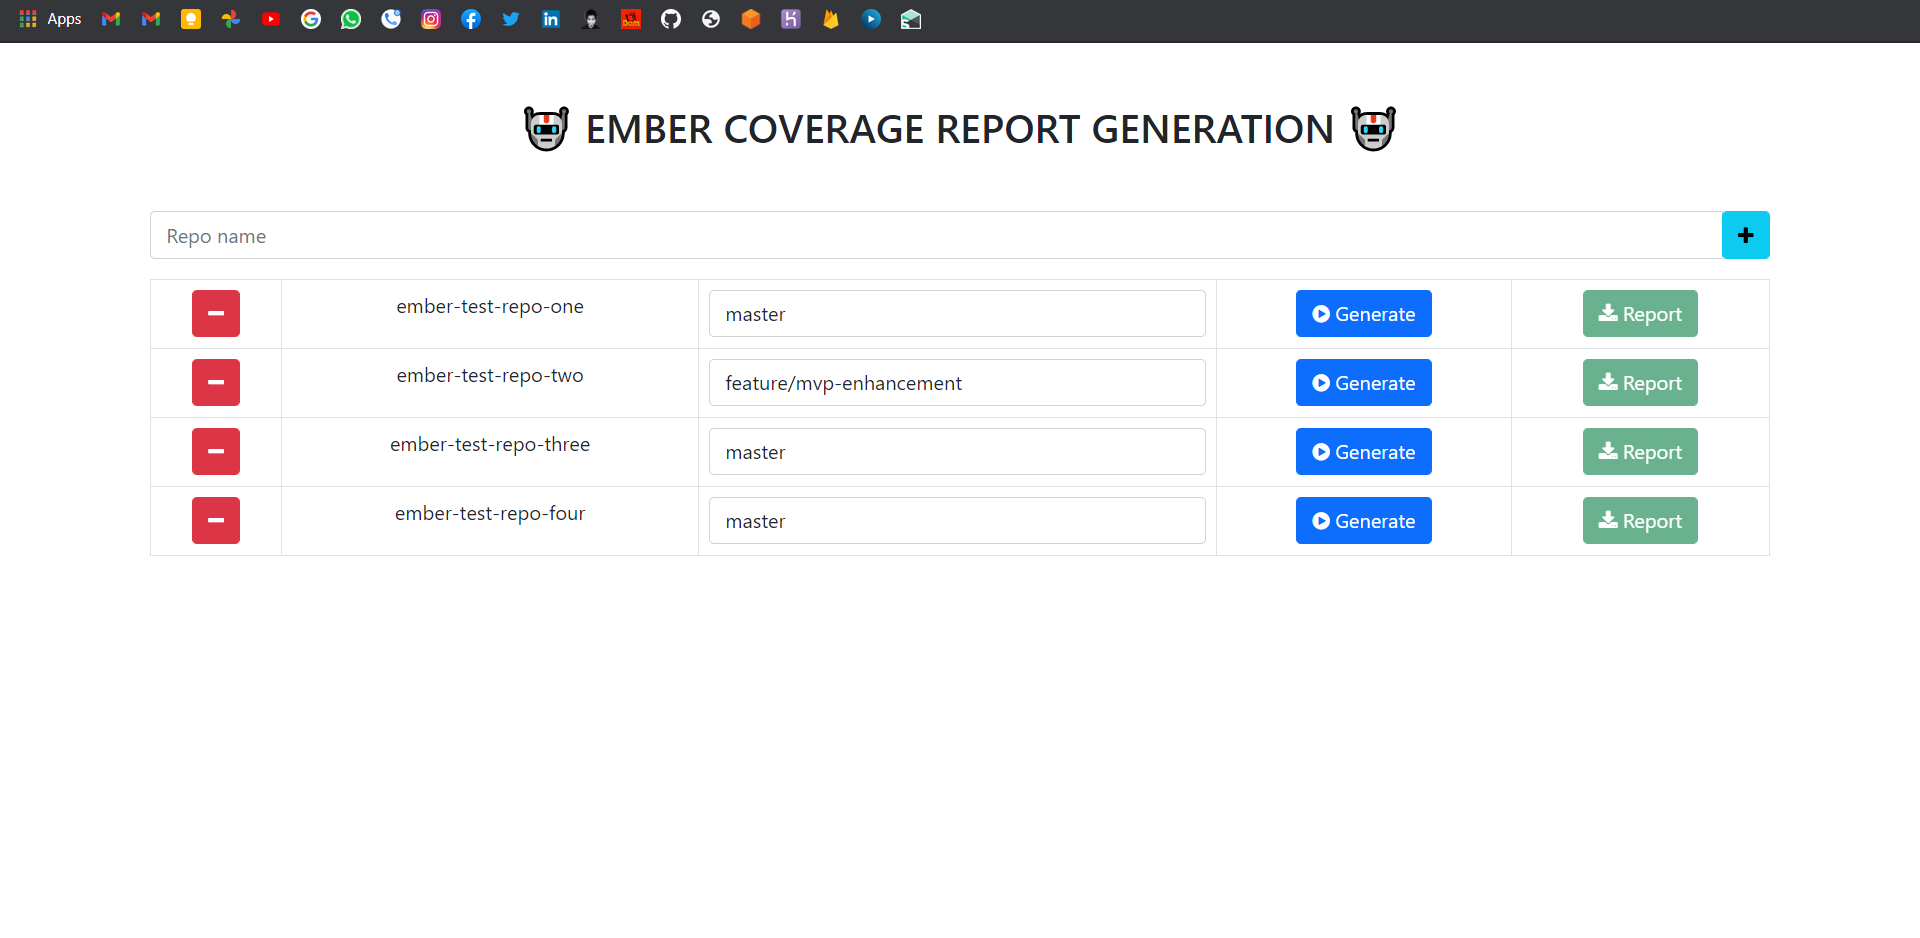 Apps
EMBER COVERAGE REPORT GENERATION
Repo name
ember-test-repo-one master Generate Report
ember-test-repo-two feature/mvp-enhancement Generate Report
ember-test-repo-three master Generate Report
ember-test-repo-four master Generate Report